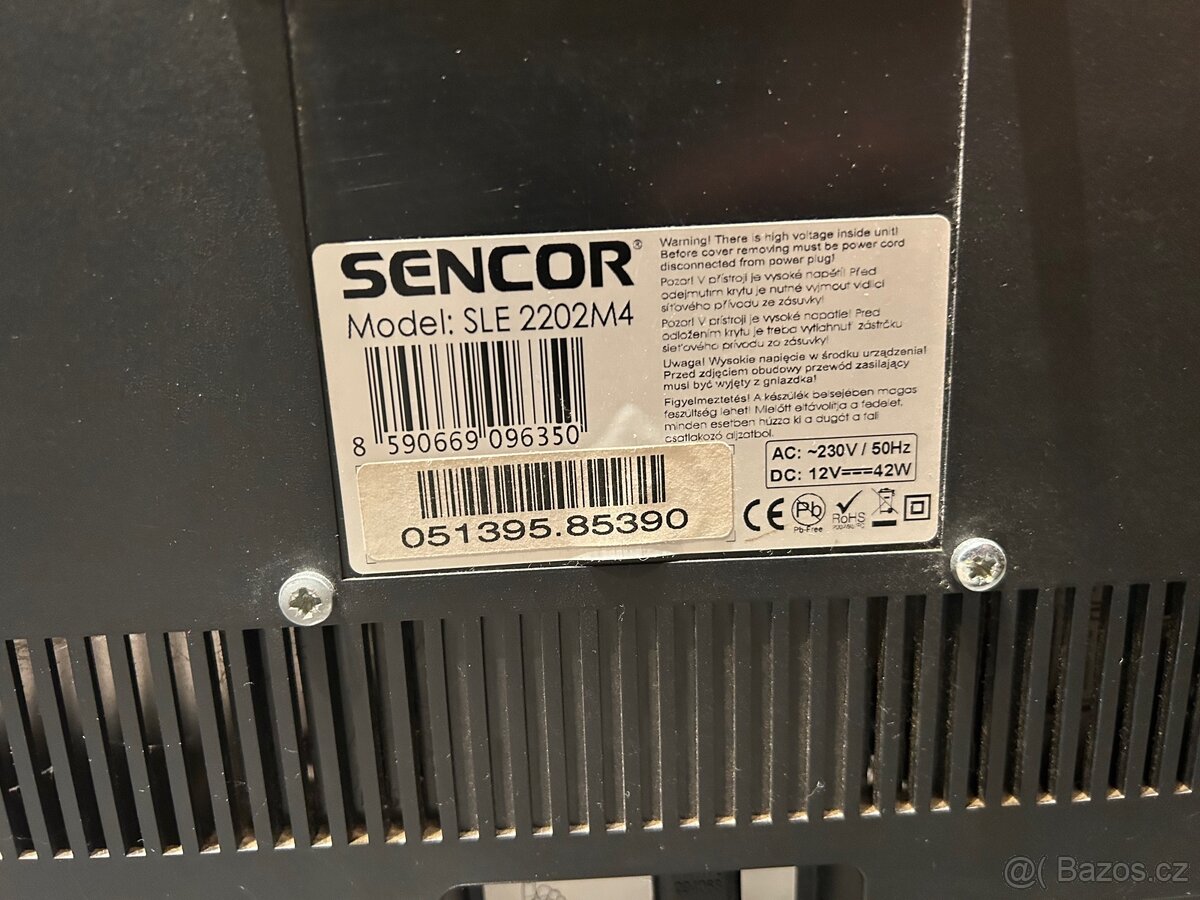 SENCOR®
Model: SLE 2202M4
8 590669 096350
051395.85390
Warning! There is high voltage inside unit!
Before cover removing must be power cord
disconnected from power plug!
Pozor! V přístroji je vysoké napětí! Před
odejmutím krytu je nutné vyjmout vidlici
síťového přívodu ze zásuvky!
Pozor! V prístroji je vysoké napatie! Pred
odložením krytu je treba vytiahnuť zástrčku
sieťového prívodu zo zásuvky!
Uwaga! Wysokie napięcie w środku urządzenia!
Przed zdjęciem obudowy przewód zasilający
musi być wyjęty z gniazdka!
Figyelmeztetés! A készülék belsejében magas
feszültség lehet! Mielőtt eltávolítja a fedelet,
minden esetben húzza ki a dugót a fali
csatlakozó aljzatból.
AC: ~230V / 50Hz
DC: 12V⎓42W
CE Pb RoHS
Pb-Free
@( Bazos.cz